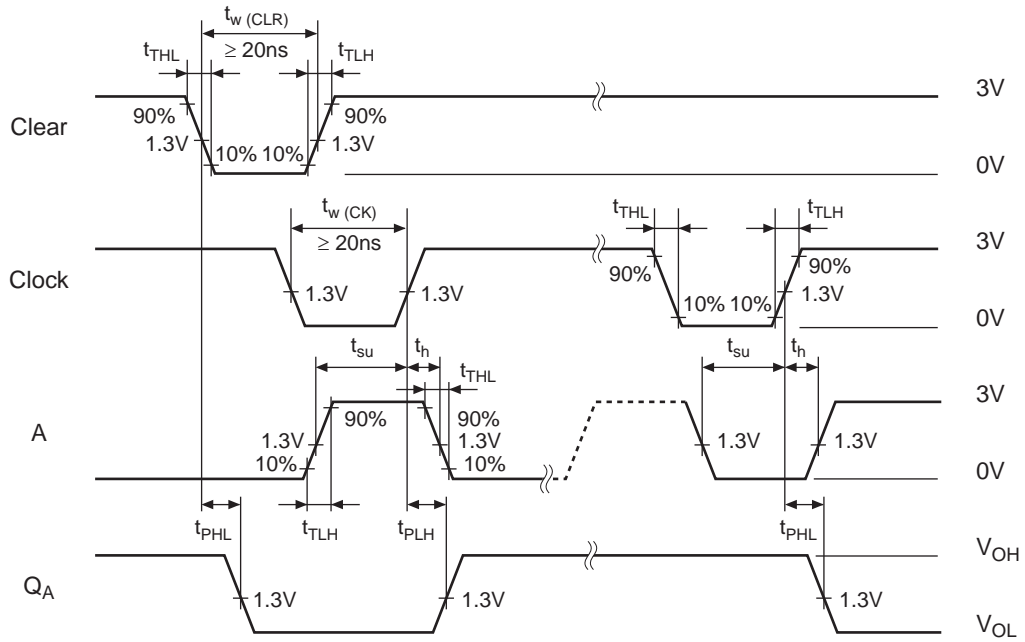 tw (CLR)
≥ 20ns
tTHL
tTLH
3V
90%
90%
Clear
1.3V
10%
10%
1.3V
0V
tw (CK)
≥ 20ns
tTHL
tTLH
3V
90%
90%
Clock
1.3V
1.3V
10%
10%
1.3V
0V
tsu
th
tTHL
tsu
th
3V
90%
90%
A
1.3V
1.3V
1.3V
1.3V
10%
10%
0V
tPHL
tTLH
tPLH
tPHL
VOH
QA
1.3V
1.3V
1.3V
VOL